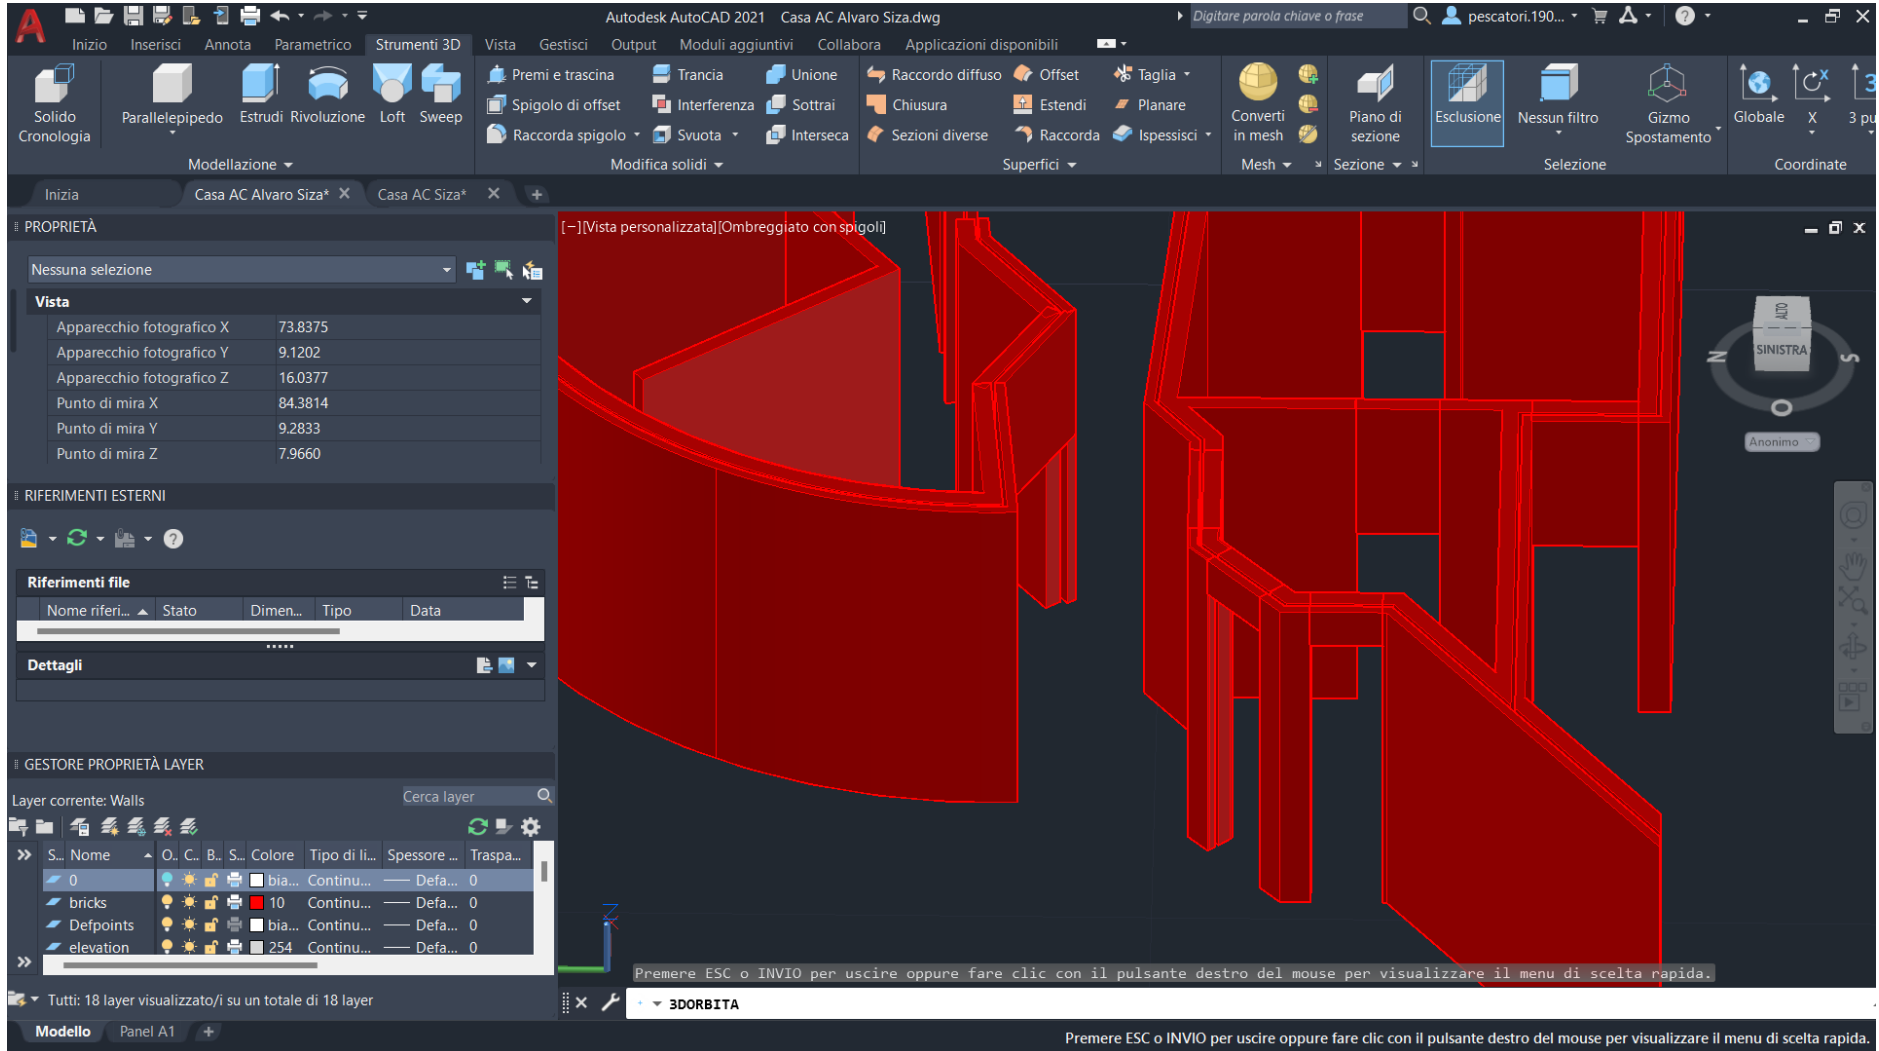 Autodesk AutoCAD 2021 Casa AC Alvaro Siza.dwg
Digitare parola chiave o frase
pescatori.190...
Inizio Inserisci Annota Parametrico Strumenti 3D Vista Gestisci Output Moduli aggiuntivi Collabora Applicazioni disponibili
Solido Cronologia
Parallelepipedo Estrudi Rivoluzione Loft Sweep
Premi e trascina Trancia Unione
Spigolo di offset Interferenza Sottrai
Raccorda spigolo Svuota Interseca
Raccordo diffuso Offset Taglia
Chiusura Estendi Planare
Sezioni diverse Raccorda Ispessisci
Converti in mesh
Piano di sezione
Esclusione Nessun filtro
Gizmo Spostamento
Globale X 3 pu
Modellazione Modifica solidi Superfici Mesh Sezione Selezione Coordinate
Inizia Casa AC Alvaro Siza* Casa AC Siza*
PROPRIETÀ
Nessuna selezione
Vista
Apparecchio fotografico X 73.8375
Apparecchio fotografico Y 9.1202
Apparecchio fotografico Z 16.0377
Punto di mira X 84.3814
Punto di mira Y 9.2833
Punto di mira Z 7.9660
RIFERIMENTI ESTERNI
Riferimenti file
Nome riferi... Stato Dimen... Tipo Data
Dettagli
GESTORE PROPRIETÀ LAYER
Layer corrente: Walls
Cerca layer
S.. Nome O.. C.. B.. S.. Colore Tipo di li... Spessore ... Traspa...
0 bia... Continu... Defa... 0
bricks 10 Continu... Defa... 0
Defpoints bia... Continu... Defa... 0
elevation 254 Continu... Defa... 0
Tutti: 18 layer visualizzato/i su un totale di 18 layer
Modello Panel A1 +
[−][Vista personalizzata][Ombreggiato con spigoli]
ALTO
SINISTRA
N S
O
Anonimo
Z
Premere ESC o INVIO per uscire oppure fare clic con il pulsante destro del mouse per visualizzare il menu di scelta rapida.
3DORBITA
Premere ESC o INVIO per uscire oppure fare clic con il pulsante destro del mouse per visualizzare il menu di scelta rapida.